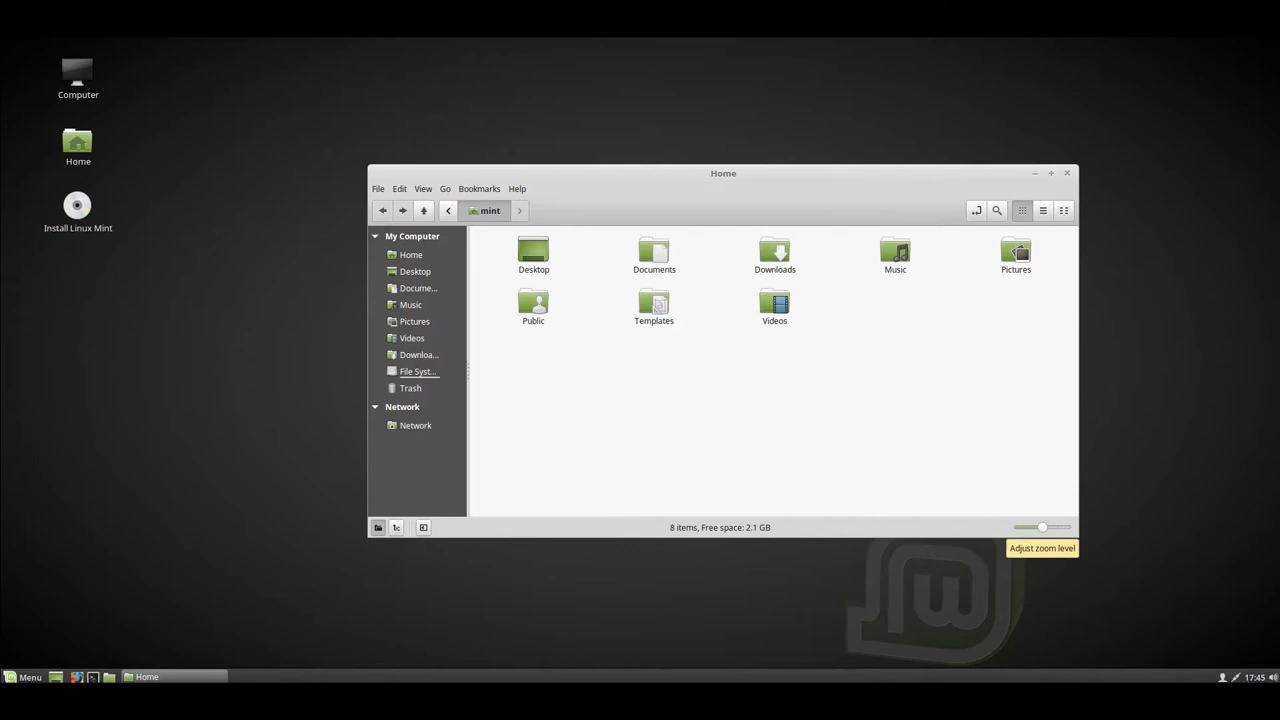 Computer
Home
Install Linux Mint
Home
File Edit View Go Bookmarks Help
mint
My Computer
Home
Desktop
Docume...
Music
Pictures
Videos
Downloa...
File Syst...
Trash
Network
Network
Desktop Documents Downloads Music Pictures
Public Templates Videos
8 items, Free space: 2.1 GB
Adjust zoom level
Menu Home 17:45